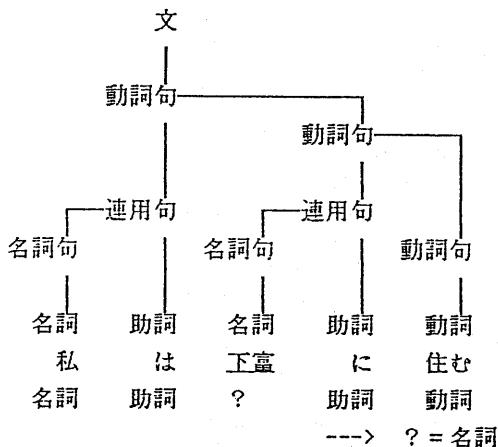 文
動詞句
動詞句
連用句 連用句
名詞句 名詞句 動詞句
名詞 助詞 名詞 助詞 動詞
私 は 下富 に 住む
名詞 助詞 ? 助詞 動詞
---> ? = 名詞